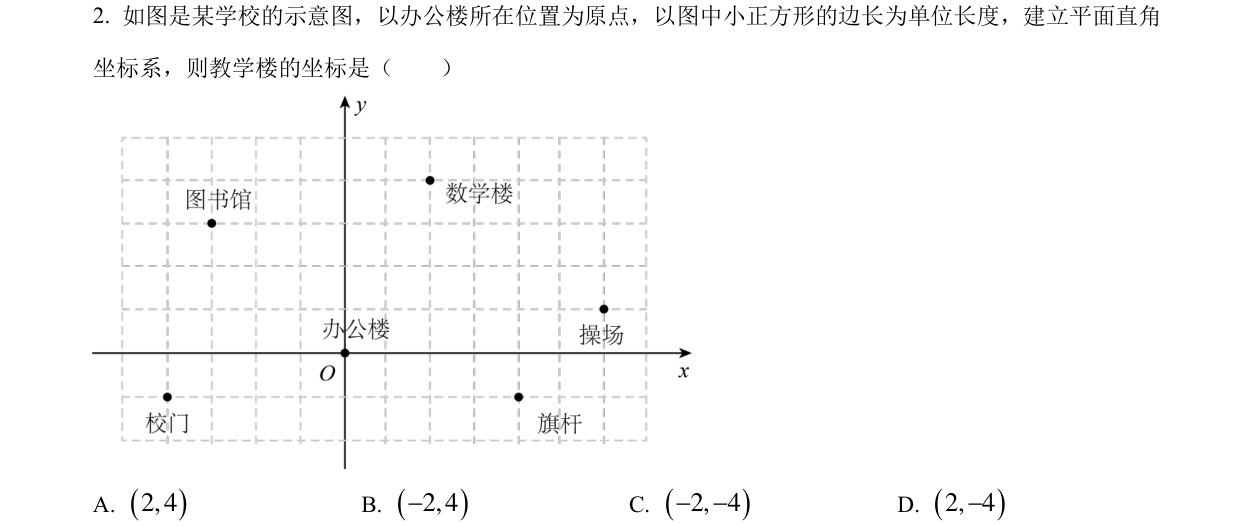 2. 如图是某学校的示意图，以办公楼所在位置为原点，以图中小正方形的边长为单位长度，建立平面直角
坐标系，则教学楼的坐标是（　　）
y
图书馆
数学楼
办公楼
操场
O
x
校门
旗杆
A. (2,4)　　B. (−2,4)　　C. (−2,−4)　　D. (2,−4)